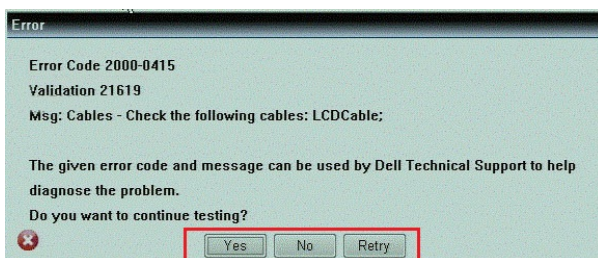 Error
Error Code 2000-0415
Validation 21619
Msg: Cables - Check the following cables: LCDCable;
The given error code and message can be used by Dell Technical Support to help
diagnose the problem.
Do you want to continue testing?
Yes No Retry